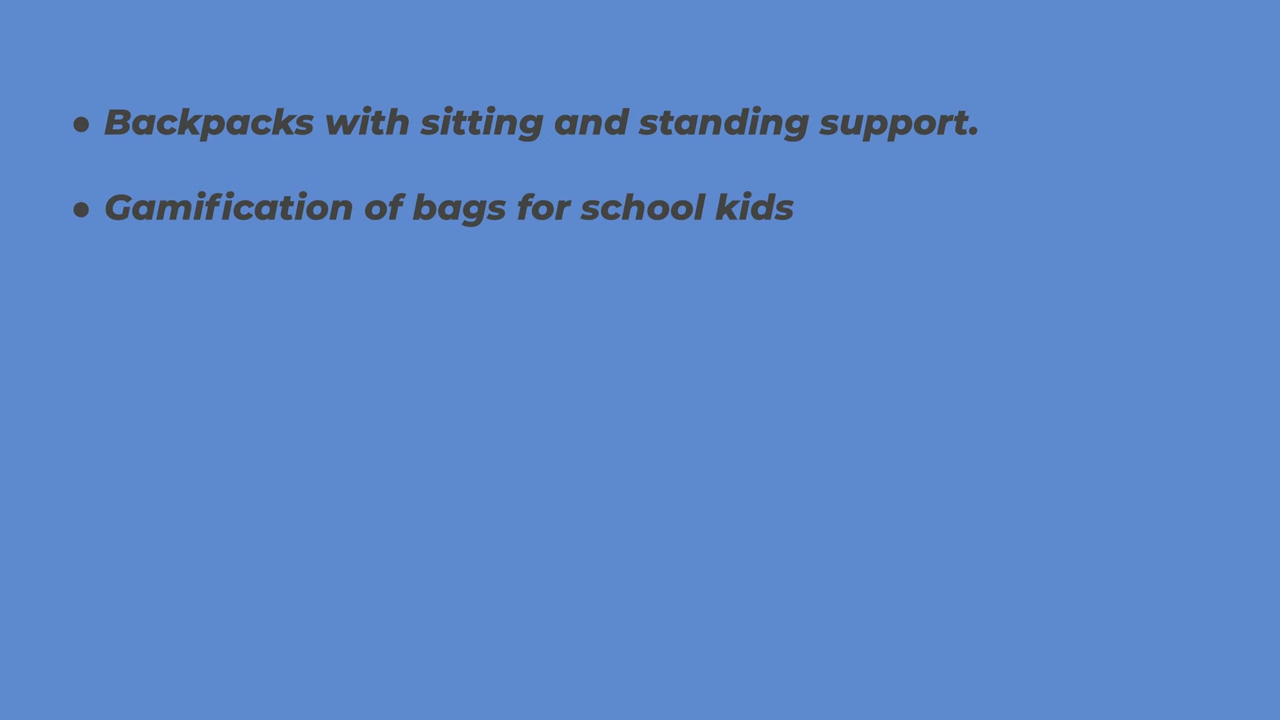 ● Backpacks with sitting and standing support.
● Gamification of bags for school kids